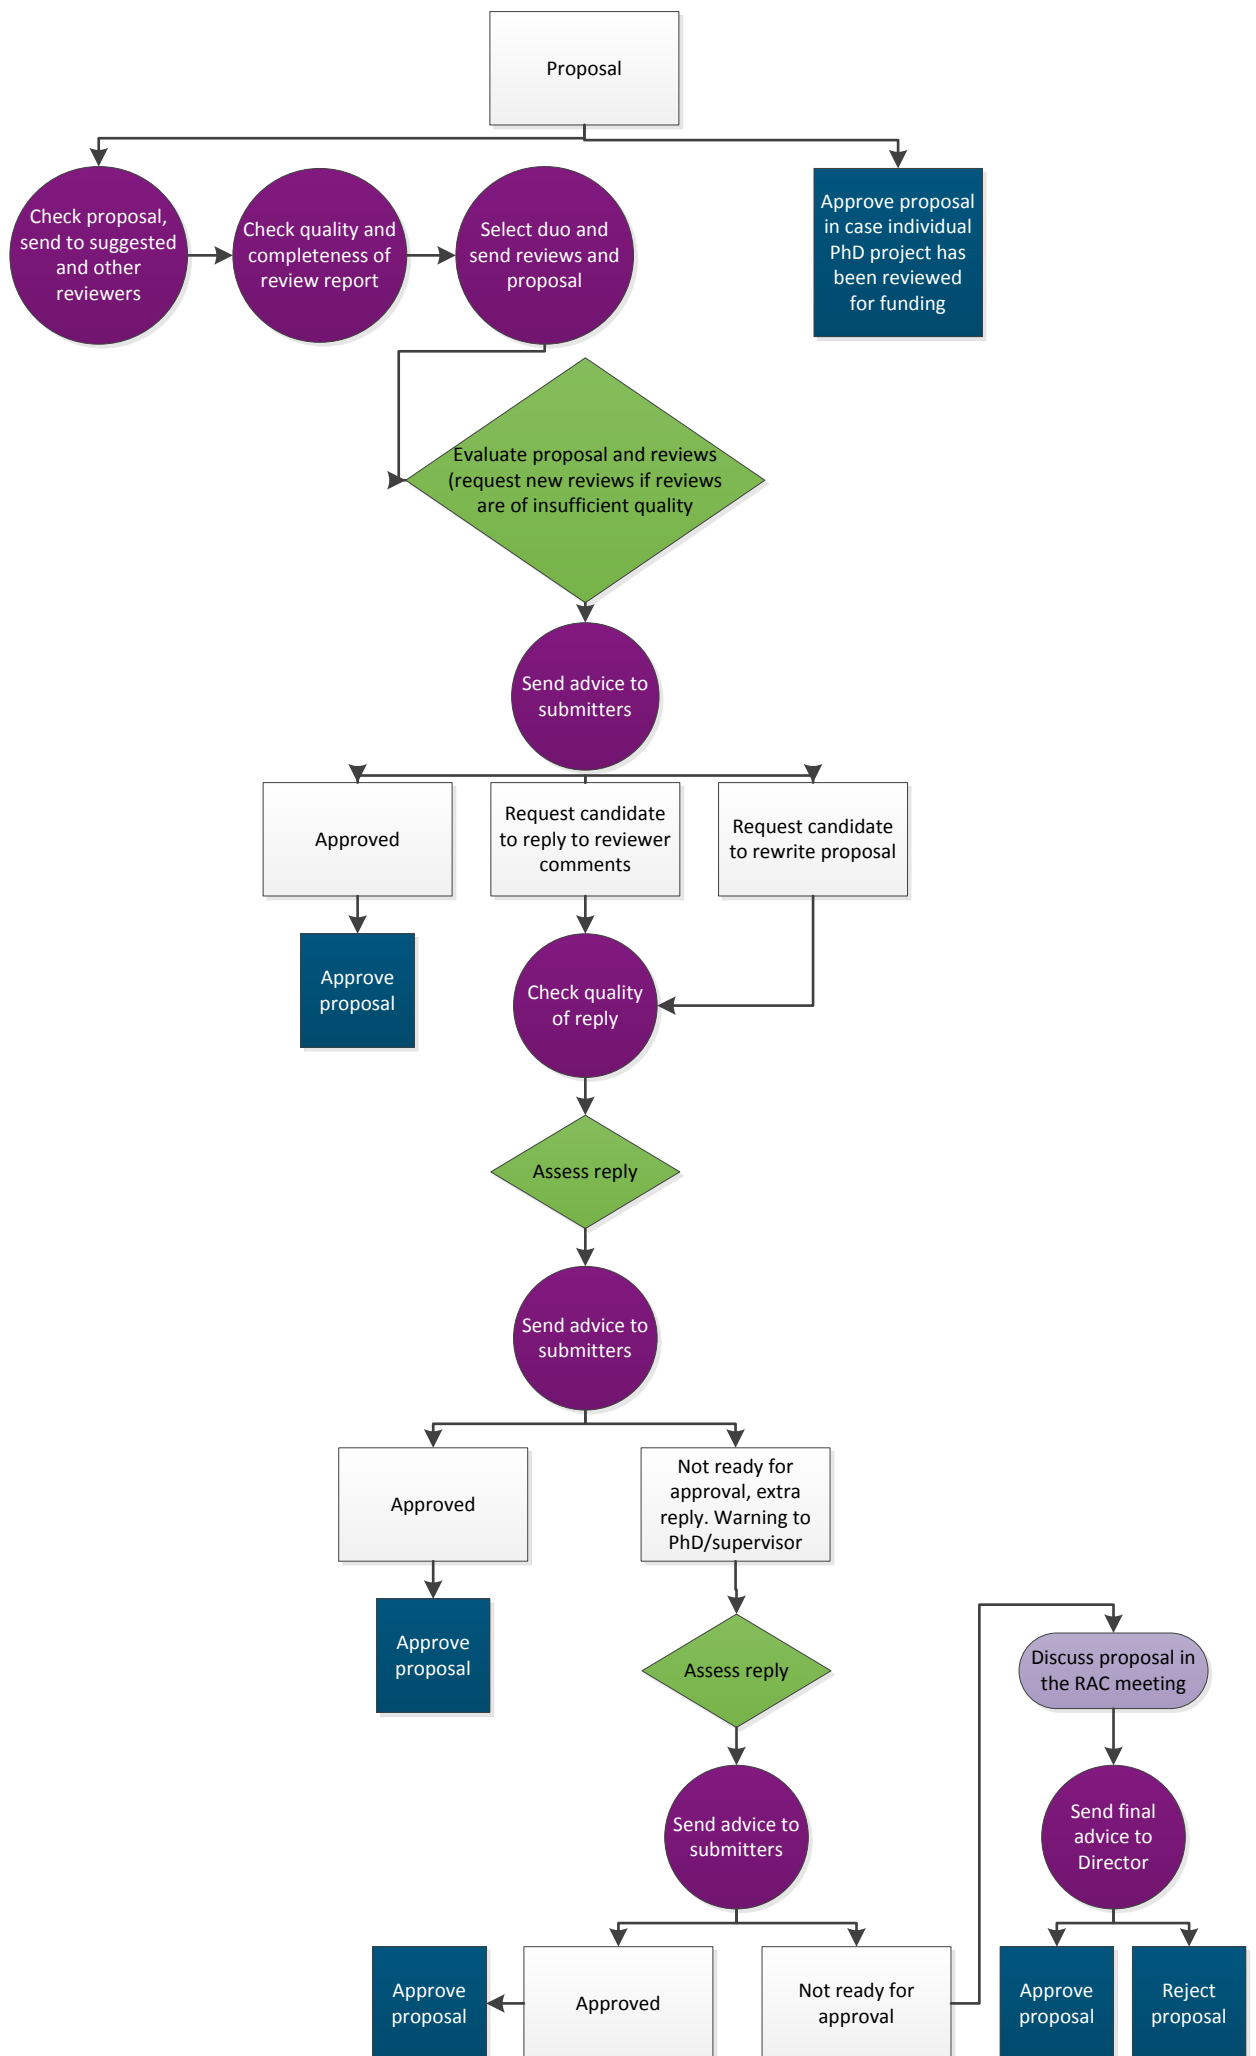 Proposal
Check proposal,
send to suggested
and other
reviewers
Check quality and
completeness of
review report
Select duo and
send reviews and
proposal
Approve proposal
in case individual
PhD project has
been reviewed
for funding
Evaluate proposal and reviews
(request new reviews if reviews
are of insufficient quality
Send advice to
submitters
Approved
Request candidate
to reply to reviewer
comments
Request candidate
to rewrite proposal
Approve
proposal
Check quality
of reply
Assess reply
Send advice to
submitters
Approved
Not ready for
approval, extra
reply. Warning to
PhD/supervisor
Approve
proposal
Assess reply
Discuss proposal in
the RAC meeting
Send advice to
submitters
Send final
advice to
Director
Approve
proposal
Approved
Not ready for
approval
Approve
proposal
Reject
proposal